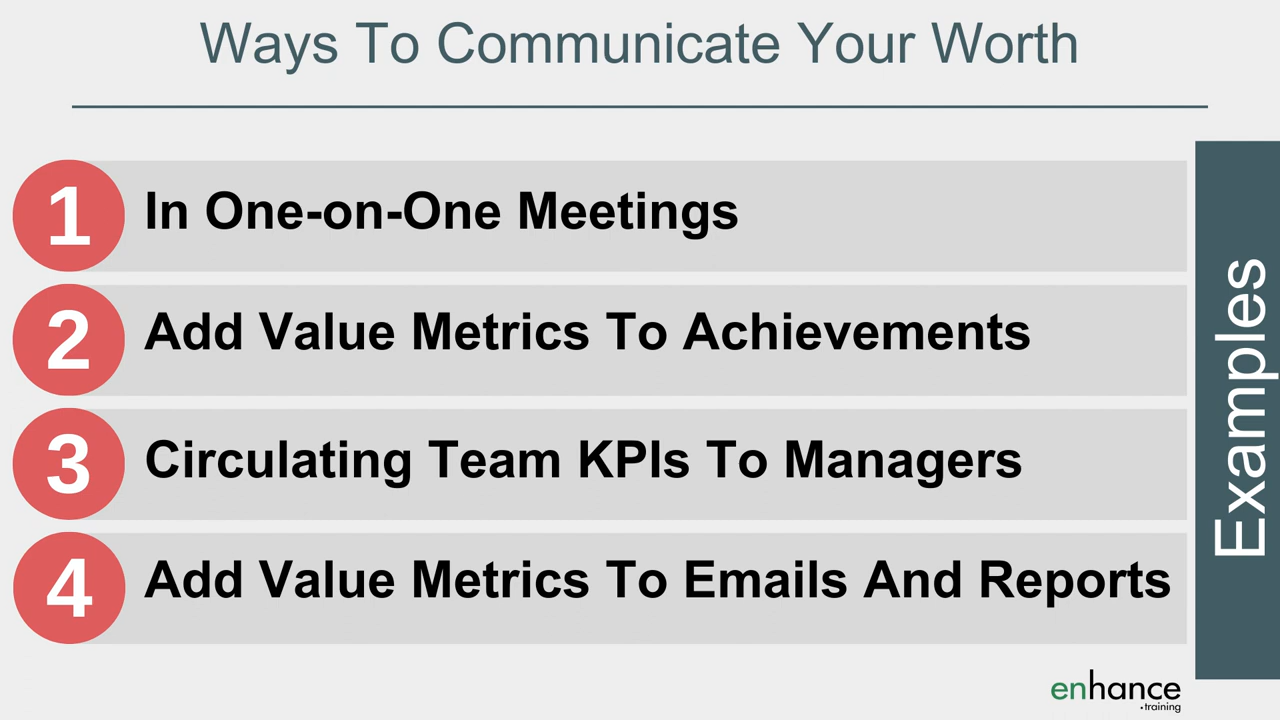 Ways To Communicate Your Worth
1
In One-on-One Meetings
2
Add Value Metrics To Achievements
3
Circulating Team KPIs To Managers
4
Add Value Metrics To Emails And Reports
Examples
enhance
.training